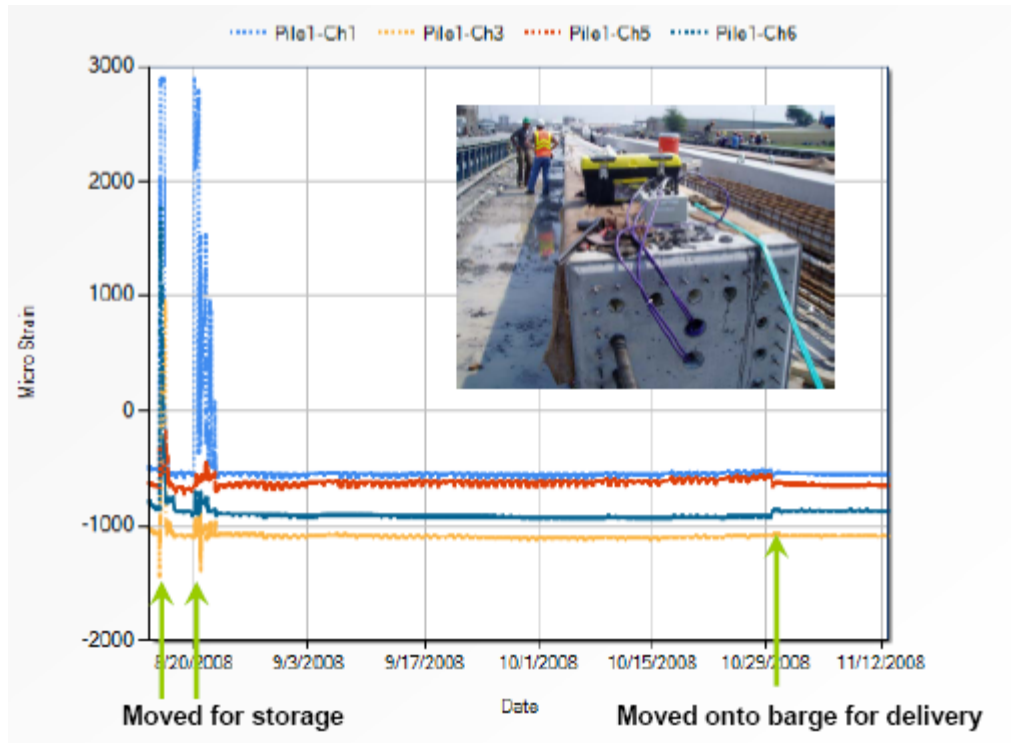 Pile1-Ch1 Pile1-Ch3 Pile1-Ch5 Pile1-Ch6
3000
2000
1000
Micro Strain
0
-1000
-2000
8/20/2008 9/3/2008 9/17/2008 10/1/2008 10/15/2008 10/29/2008 11/12/2008
Date
Moved for storage Moved onto barge for delivery